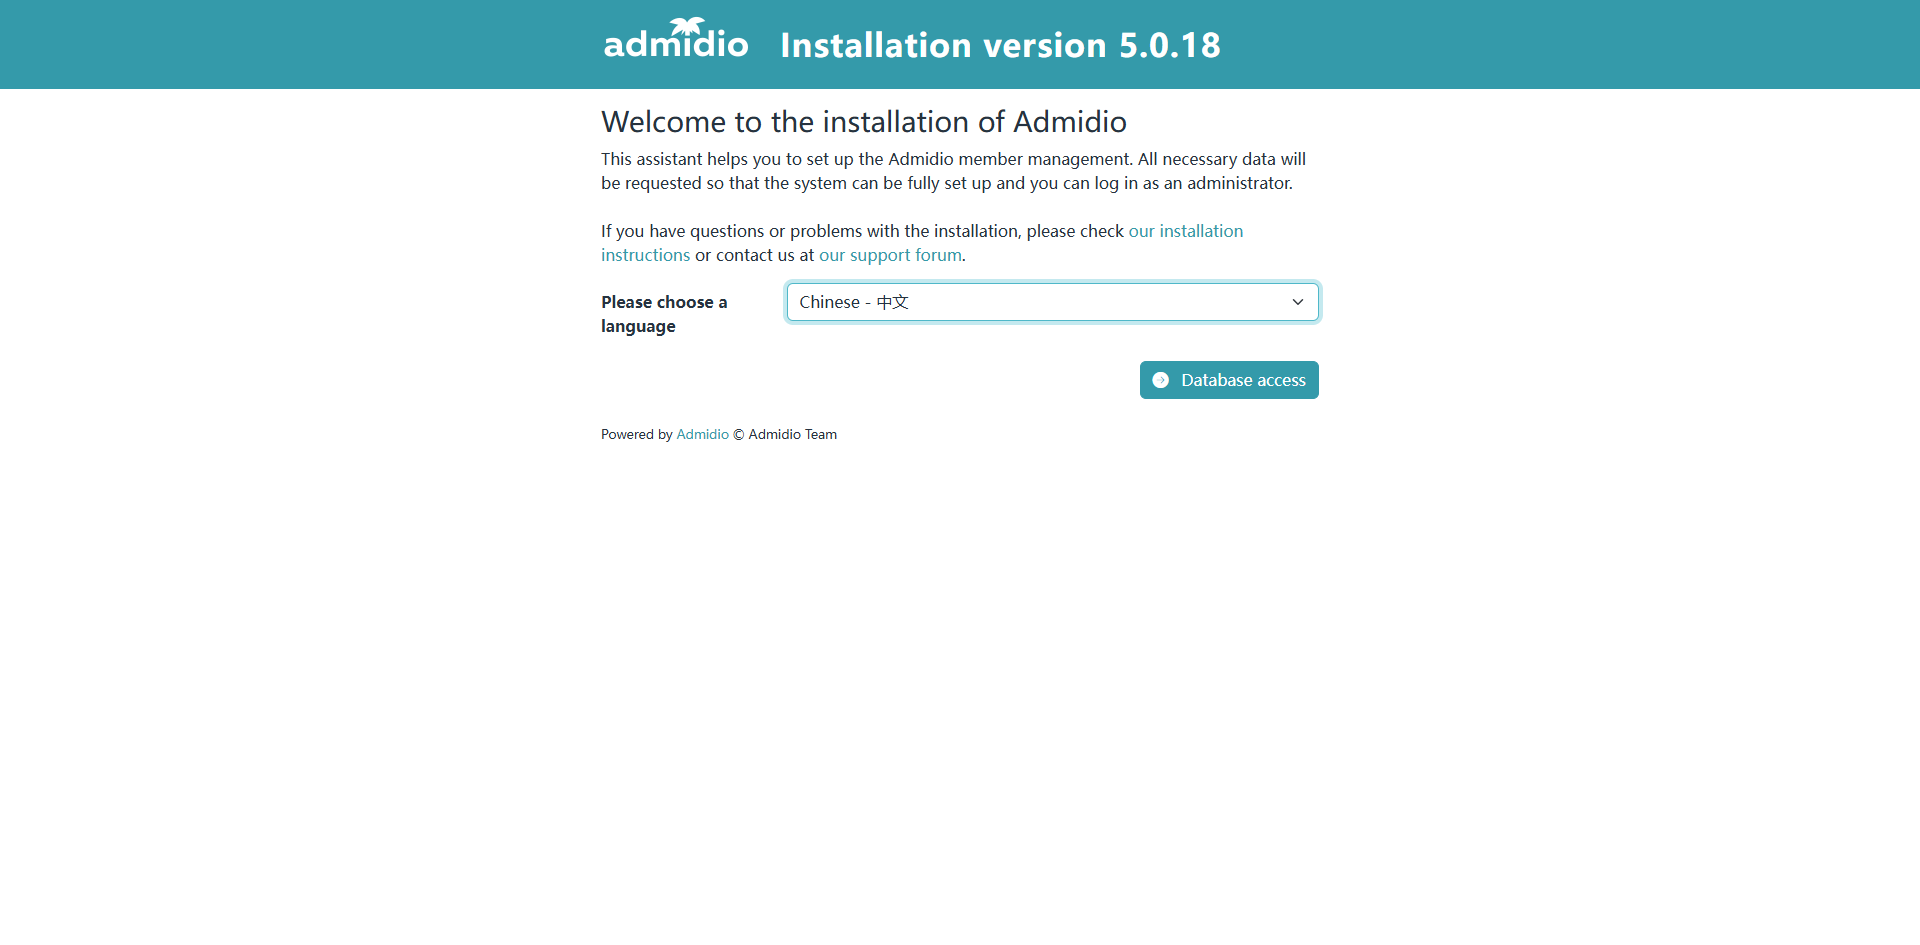 admidio Installation version 5.0.18
Welcome to the installation of Admidio
This assistant helps you to set up the Admidio member management. All necessary data will
be requested so that the system can be fully set up and you can log in as an administrator.
If you have questions or problems with the installation, please check our installation
instructions or contact us at our support forum.
Please choose a
language
Chinese - 中文
Database access
Powered by Admidio © Admidio Team